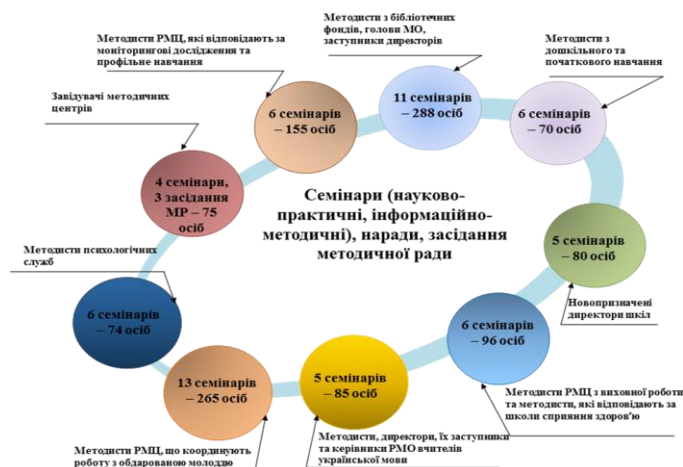 Методисти РМЦ, які відповідають за
моніторингові дослідження та
профільне навчання
Методисти з бібліотечних
фондів, голови МО,
заступники директорів
Методисти з
дошкільного та
початкового навчання
Завідувачі методичних
центрів
6 семінарів
– 155 осіб
11 семінарів
– 288 осіб
6 семінарів
– 70 осіб
4 семінари,
3 засідання
МР – 75
осіб
Семінари (науково-
практичні, інформаційно-
методичні), наради, засідання
методичної ради
5 семінарів
– 80 осіб
Методисти психологічних
служб
Новопризначені
директори шкіл
6 семінарів
– 74 осіб
6 семінарів
– 96 осіб
13 семінарів
– 265 осіб
5 семінарів
– 85 осіб
Методисти РМЦ з виховної роботи
та методисти, які відповідають за
школи сприяння здоров'ю
Методисти РМЦ, що координують
роботу з обдарованою молоддю
Методисти, директори, їх заступники
та керівники РМО вчителів
української мови